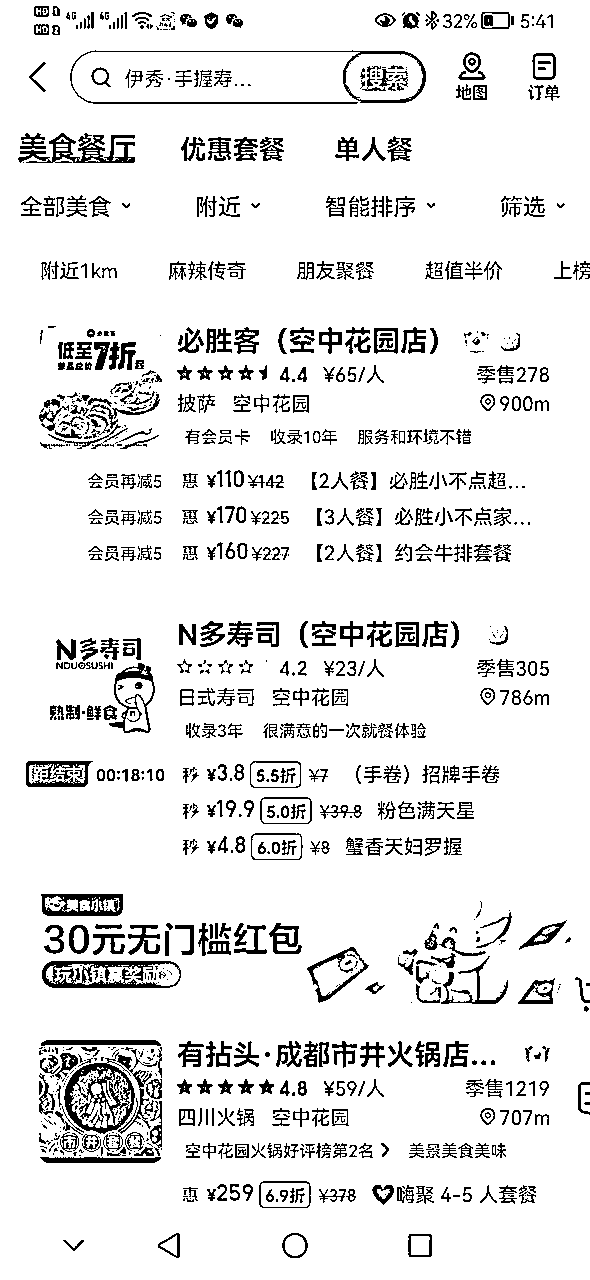 HD 1 4G 4G 32% 5:41
HD 2
伊秀·手握寿... 搜索 地图 订单
美食餐厅 优惠套餐 单人餐
全部美食 附近 智能排序 筛选
附近1km 麻辣传奇 朋友聚餐 超值半价 上榜
低至7折起
必胜客（空中花园店）
4.4 ¥65/人 季售278
披萨 空中花园 900m
有会员卡 收录10年 服务和环境不错
会员再减5 惠 ¥110 ¥142 【2人餐】必胜小不点超...
会员再减5 惠 ¥170 ¥225 【3人餐】必胜小不点家...
会员再减5 惠 ¥160 ¥227 【2人餐】约会牛排套餐
N多寿司
NDUOSUSHI
熟制·鲜食
N多寿司（空中花园店）
4.2 ¥23/人 季售305
日式寿司 空中花园 786m
收录3年 很满意的一次就餐体验
距结束 00:18:10 秒 ¥3.8 5.5折 ¥7 （手卷）招牌手卷
秒 ¥19.9 5.0折 ¥39.8 粉色满天星
秒 ¥4.8 6.0折 ¥8 蟹香天妇罗握
美食小镇
30元无门槛红包
玩小镇赢奖励
有拈头·成都市井火锅店...
4.8 ¥59/人 季售1219
四川火锅 空中花园 707m
空中花园火锅好评榜第2名 美景美食美味
市井
惠 ¥259 6.9折 ¥378 嗨聚 4-5 人套餐